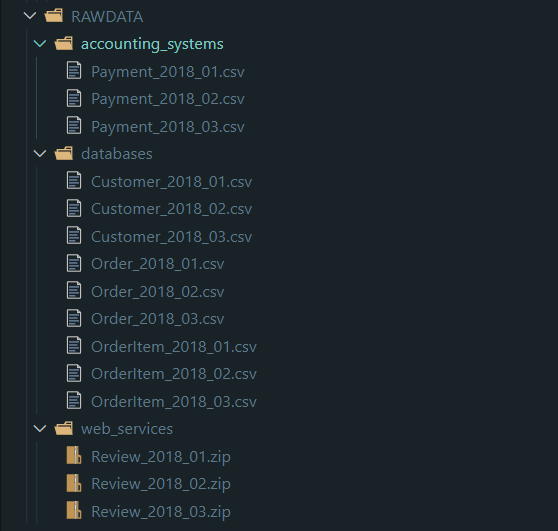 RAWDATA
accounting_systems
Payment_2018_01.csv
Payment_2018_02.csv
Payment_2018_03.csv
databases
Customer_2018_01.csv
Customer_2018_02.csv
Customer_2018_03.csv
Order_2018_01.csv
Order_2018_02.csv
Order_2018_03.csv
OrderItem_2018_01.csv
OrderItem_2018_02.csv
OrderItem_2018_03.csv
web_services
Review_2018_01.zip
Review_2018_02.zip
Review_2018_03.zip